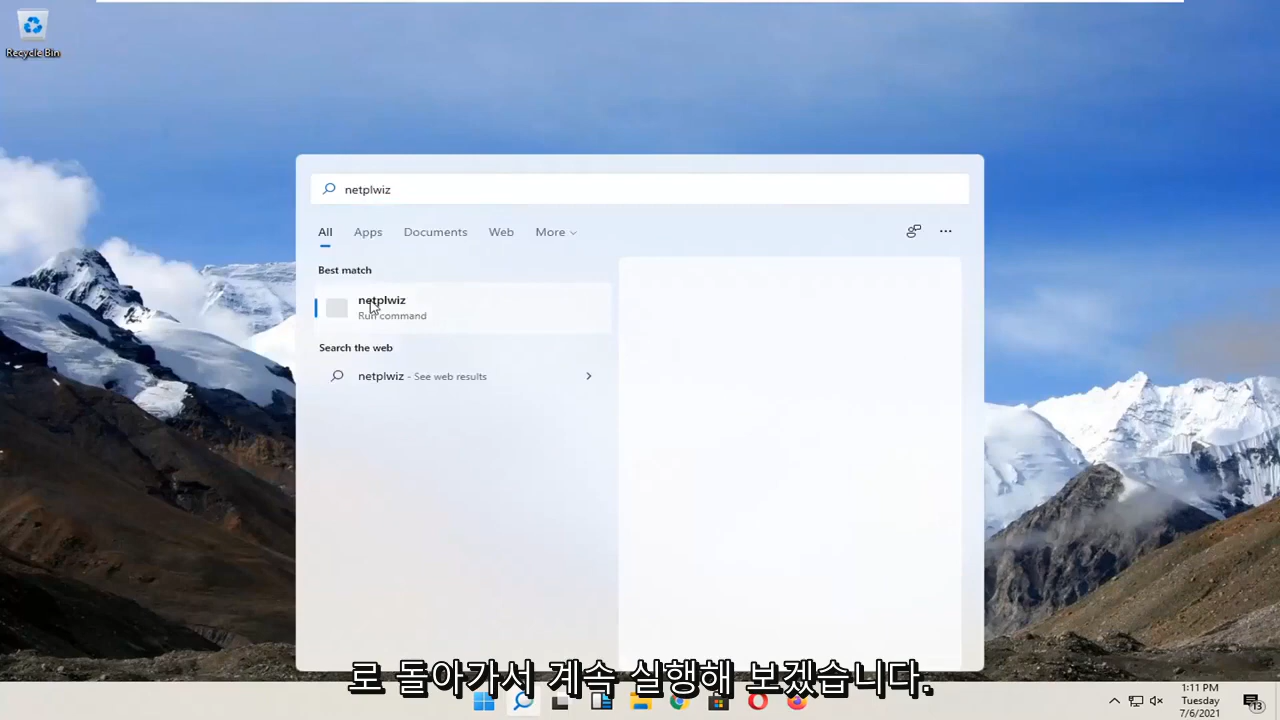 Recycle Bin
netplwiz
All Apps Documents Web More
Best match
netplwiz
Run command
Search the web
netplwiz - See web results
로 돌아가서 계속 실행해 보겠습니다.
1:11 PM
Tuesday
7/6/2021
13